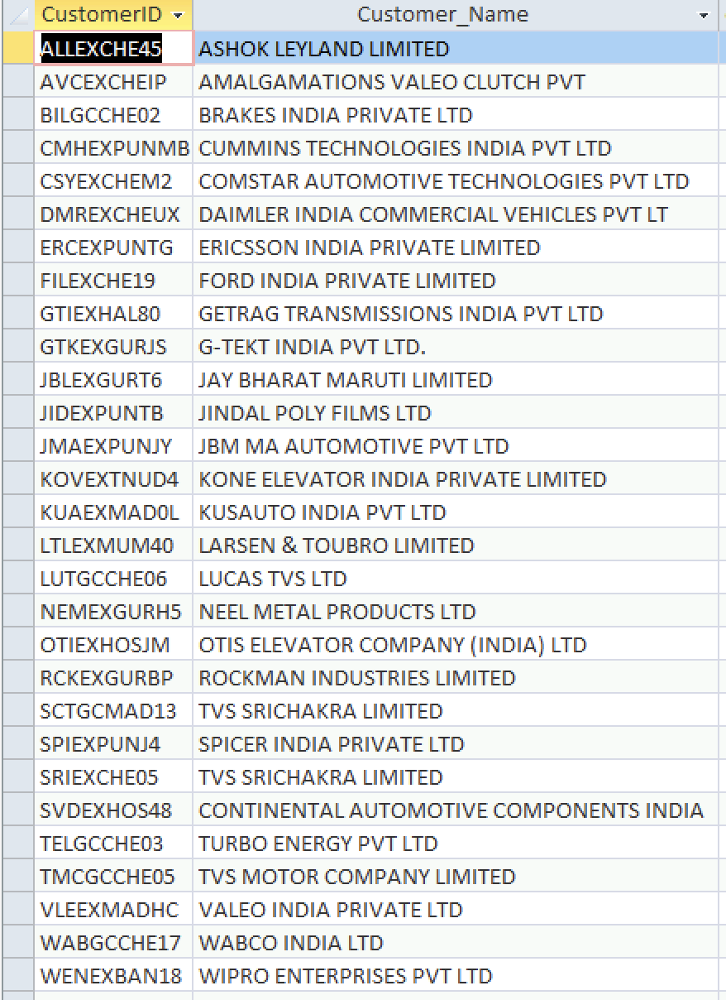 CustomerID Customer_Name
ALLEXCHE45 ASHOK LEYLAND LIMITED
AVCEXCHEIP AMALGAMATIONS VALEO CLUTCH PVT
BILGCCHE02 BRAKES INDIA PRIVATE LTD
CMHEXPUNMB CUMMINS TECHNOLOGIES INDIA PVT LTD
CSYEXCHEM2 COMSTAR AUTOMOTIVE TECHNOLOGIES PVT LTD
DMREXCHEUX DAIMLER INDIA COMMERCIAL VEHICLES PVT LT
ERCEXPUNTG ERICSSON INDIA PRIVATE LIMITED
FILEXCHE19 FORD INDIA PRIVATE LIMITED
GTIEXHAL80 GETRAG TRANSMISSIONS INDIA PVT LTD
GTKEXGURJS G-TEKT INDIA PVT LTD.
JBLEXGURT6 JAY BHARAT MARUTI LIMITED
JIDEXPUNTB JINDAL POLY FILMS LTD
JMAEXPUNJY JBM MA AUTOMOTIVE PVT LTD
KOVEXTNUD4 KONE ELEVATOR INDIA PRIVATE LIMITED
KUAEXMAD0L KUSAUTO INDIA PVT LTD
LTLEXMUM40 LARSEN & TOUBRO LIMITED
LUTGCCHE06 LUCAS TVS LTD
NEMEXGURH5 NEEL METAL PRODUCTS LTD
OTIEXHOSJM OTIS ELEVATOR COMPANY (INDIA) LTD
RCKEXGURBP ROCKMAN INDUSTRIES LIMITED
SCTGCMAD13 TVS SRICHAKRA LIMITED
SPIEXPUNJ4 SPICER INDIA PRIVATE LTD
SRIEXCHE05 TVS SRICHAKRA LIMITED
SVDEXHOS48 CONTINENTAL AUTOMOTIVE COMPONENTS INDIA
TELGCCHE03 TURBO ENERGY PVT LTD
TMCGCCHE05 TVS MOTOR COMPANY LIMITED
VLEEXMADHC VALEO INDIA PRIVATE LTD
WABGCCHE17 WABCO INDIA LTD
WENEXBAN18 WIPRO ENTERPRISES PVT LTD